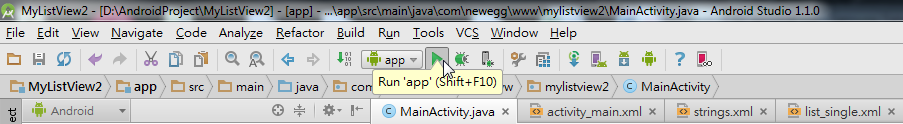 MyListView2 - [D:\AndroidProject\MyListView2] - [app] - ...\app\src\main\java\com\newegg\www\mylistview2\MainActivity.java - Android Studio 1.1.0
File Edit View Navigate Code Analyze Refactor Build Run Tools VCS Window Help
app
Run 'app' (Shift+F10)
MyListView2 app src main java com mylistview2 MainActivity
Android MainActivity.java activity_main.xml strings.xml list_single.xml